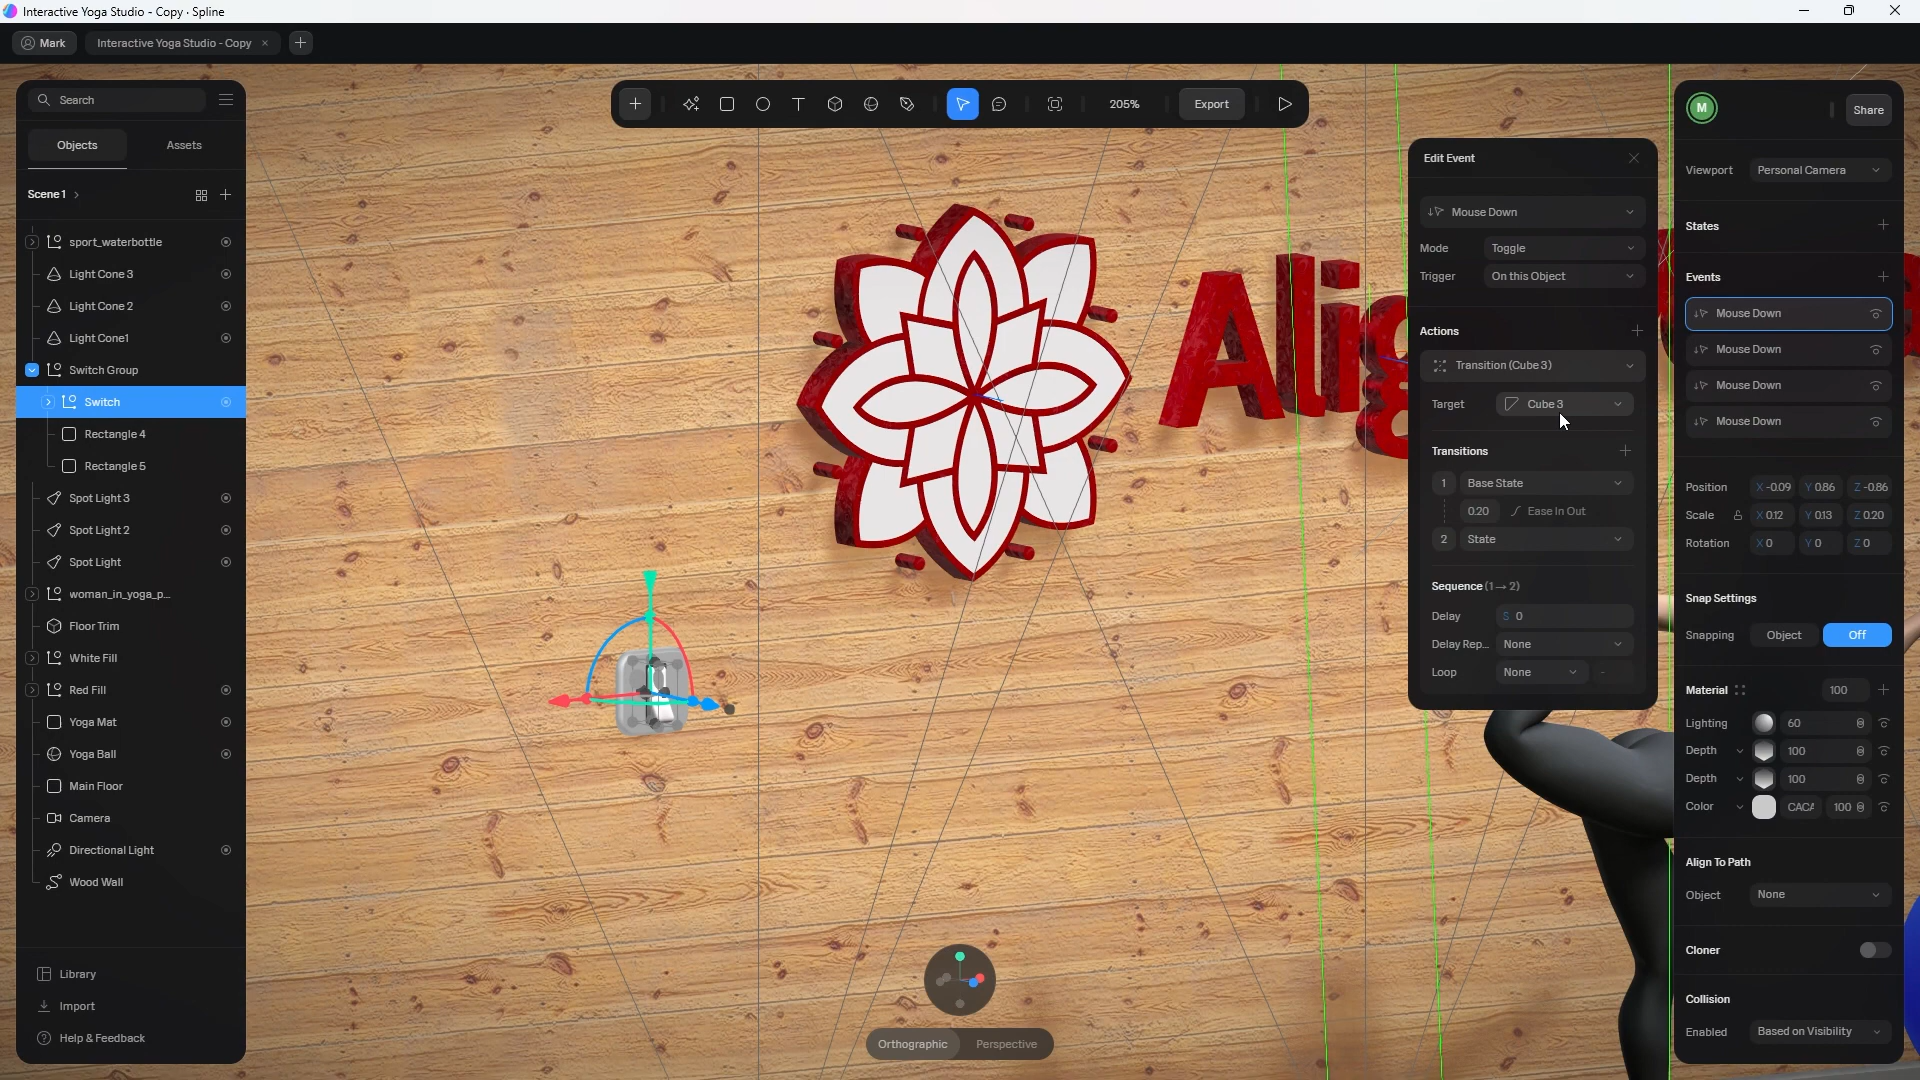 Interactive Yoga Studio - Copy · Spline
Mark
Interactive Yoga Studio - Copy
Search
Objects
Assets
Scene 1
sport_waterbottle
Light Cone 3
Light Cone 2
Light Cone1
Switch Group
Switch
Rectangle 4
Rectangle 5
Spot Light 3
Spot Light 2
Spot Light
woman_in_yoga_p...
Floor Trim
White Fill
Red Fill
Yoga Mat
Yoga Ball
Main Floor
Camera
Directional Light
Wood Wall
Library
Import
Help & Feedback
205%
Export
Alig
Orthographic
Perspective
Edit Event
Mouse Down
Mode Toggle
Trigger On this Object
Actions
Transition (Cube 3)
Target Cube 3
Transitions
1 Base State
0.20 Ease In Out
2 State
Sequence (1→2)
Delay S 0
Delay Rep... None
Loop None -
M
Share
Viewport Personal Camera
States
Events
Mouse Down
Mouse Down
Mouse Down
Mouse Down
Position X -0.09 Y 0.86 Z -0.86
Scale X 0.12 Y 0.13 Z 0.20
Rotation X 0 Y 0 Z 0
Snap Settings
Snapping Object Off
Material 100
Lighting 60
Depth 100
Depth 100
Color CACA 100
Align To Path
Object None
Cloner
Collision
Enabled Based on Visibility